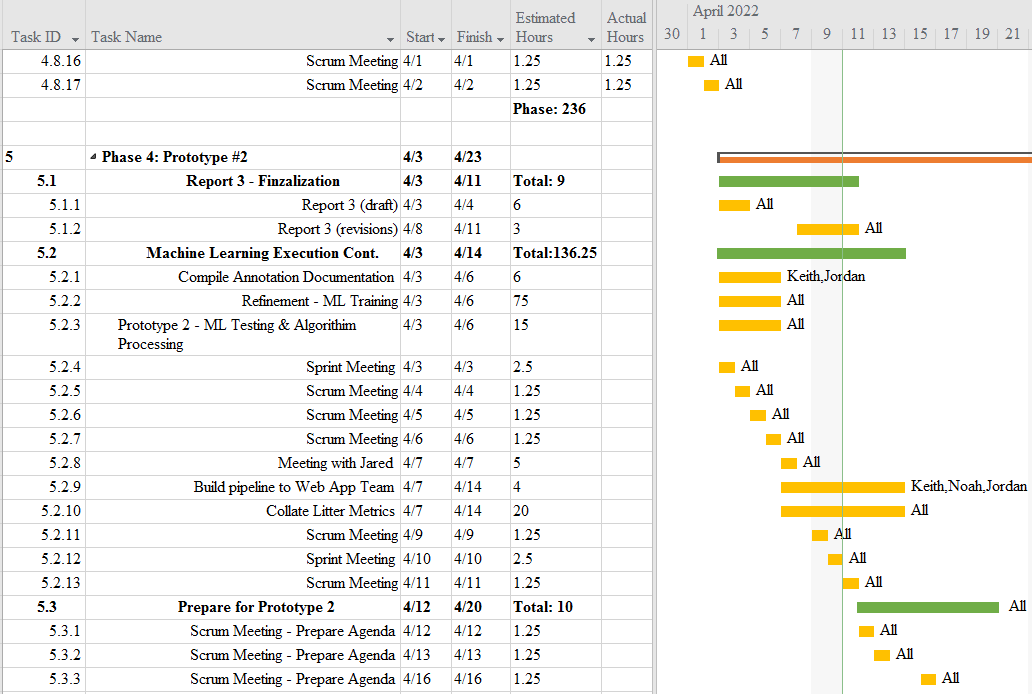 April 2022
Task ID Task Name Start Finish Estimated Hours Actual Hours 30 1 3 5 7 9 11 13 15 17 19 21
4.8.16 Scrum Meeting 4/1 4/1 1.25 1.25 All
4.8.17 Scrum Meeting 4/2 4/2 1.25 1.25 All
Phase: 236
5 Phase 4: Prototype #2 4/3 4/23
5.1 Report 3 - Finzalization 4/3 4/11 Total: 9
5.1.1 Report 3 (draft) 4/3 4/4 6 All
5.1.2 Report 3 (revisions) 4/8 4/11 3 All
5.2 Machine Learning Execution Cont. 4/3 4/14 Total:136.25
5.2.1 Compile Annotation Documentation 4/3 4/6 6 Keith,Jordan
5.2.2 Refinement - ML Training 4/3 4/6 75 All
5.2.3 Prototype 2 - ML Testing & Algorithim 4/3 4/6 15 All
Processing
5.2.4 Sprint Meeting 4/3 4/3 2.5 All
5.2.5 Scrum Meeting 4/4 4/4 1.25 All
5.2.6 Scrum Meeting 4/5 4/5 1.25 All
5.2.7 Scrum Meeting 4/6 4/6 1.25 All
5.2.8 Meeting with Jared 4/7 4/7 5 All
5.2.9 Build pipeline to Web App Team 4/7 4/14 4 Keith,Noah,Jordan
5.2.10 Collate Litter Metrics 4/7 4/14 20 All
5.2.11 Scrum Meeting 4/9 4/9 1.25 All
5.2.12 Sprint Meeting 4/10 4/10 2.5 All
5.2.13 Scrum Meeting 4/11 4/11 1.25 All
5.3 Prepare for Prototype 2 4/12 4/20 Total: 10 All
5.3.1 Scrum Meeting - Prepare Agenda 4/12 4/12 1.25 All
5.3.2 Scrum Meeting - Prepare Agenda 4/13 4/13 1.25 All
5.3.3 Scrum Meeting - Prepare Agenda 4/16 4/16 1.25 All